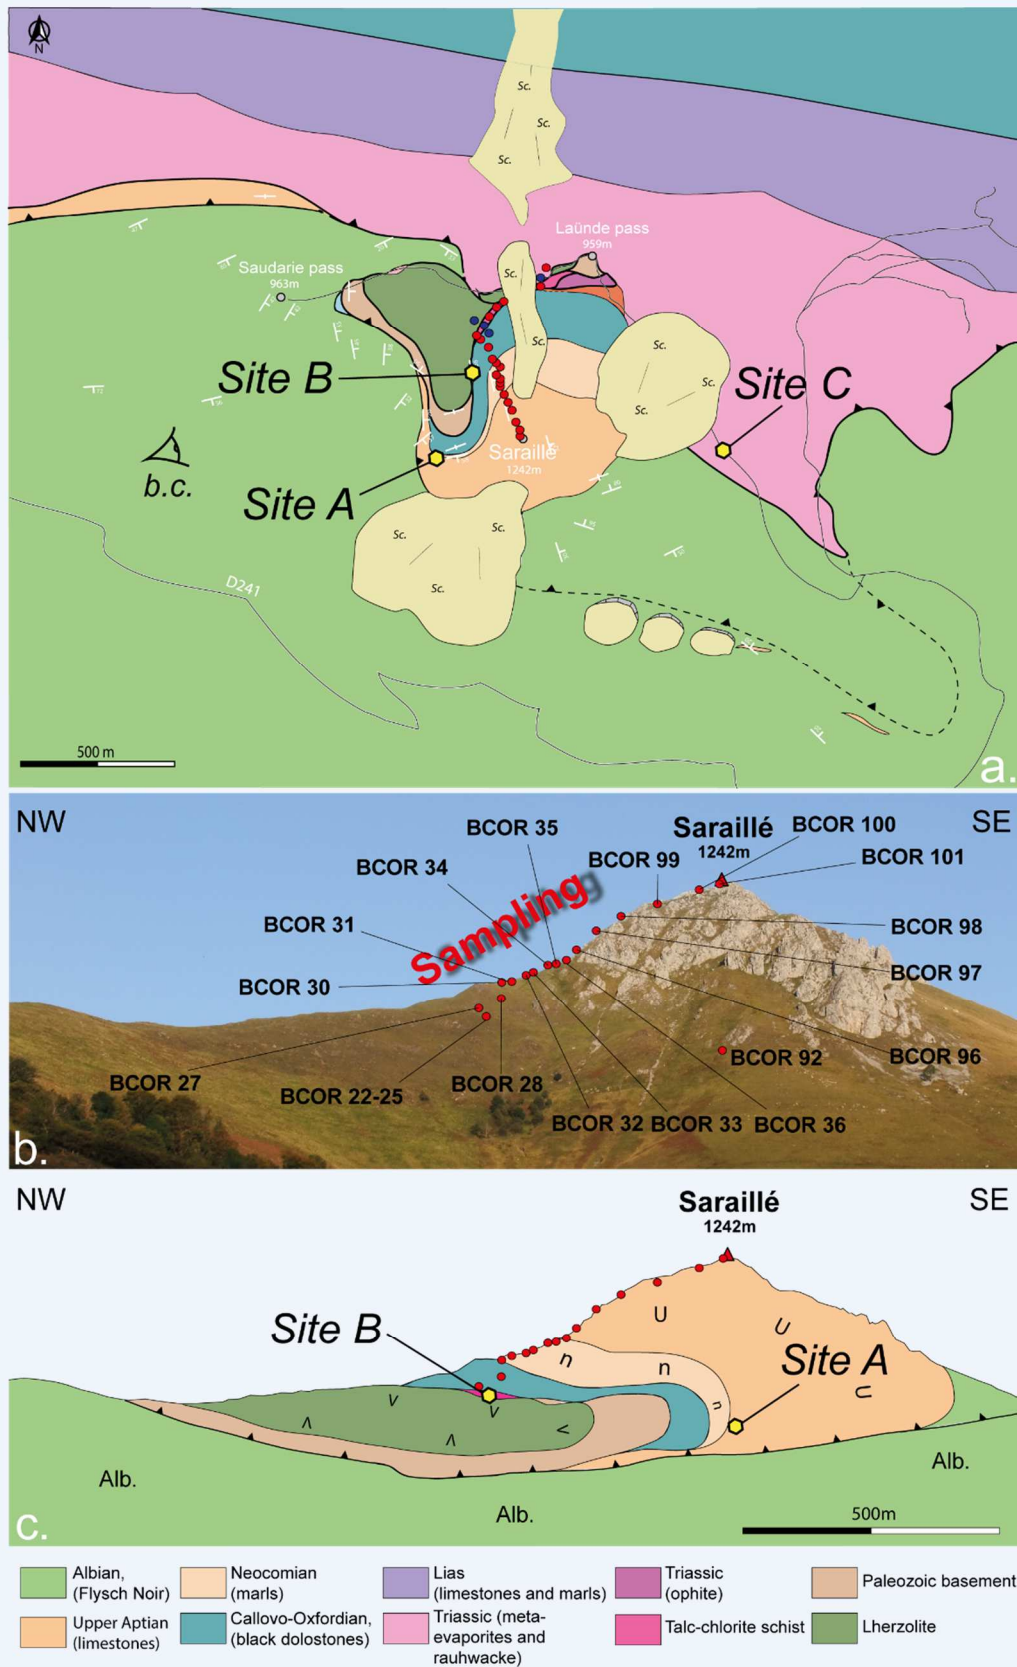 N
Sc.
Sc.
Sc.
Laünde pass
959m
Saudarie pass
963m
Sc.
Sc.
Sc.
Sc.
Sc.
Site B
Site C
Saraillé
1242m
b.c.
Site A
Sc.
Sc.
Sc.
D241
500 m
a.
NW
SE
BCOR 35
Saraillé
1242m
BCOR 100
BCOR 34
BCOR 99
BCOR 101
Sampling
BCOR 31
BCOR 98
BCOR 30
BCOR 97
BCOR 92
BCOR 96
BCOR 27
BCOR 22-25
BCOR 28
BCOR 32
BCOR 33
BCOR 36
b.
NW
SE
Saraillé
1242m
Site B
U
U
n
n
n
Site A
U
v
v
v
v
v
Alb.
Alb.
Alb.
500m
c.
Albian,
(Flysch Noir)
Neocomian
(marls)
Lias
(limestones and marls)
Triassic
(ophite)
Paleozoic basement
Upper Aptian
(limestones)
Callovo-Oxfordian,
(black dolostones)
Triassic (meta-
evaporites and
rauhwacke)
Talc-chlorite schist
Lherzolite